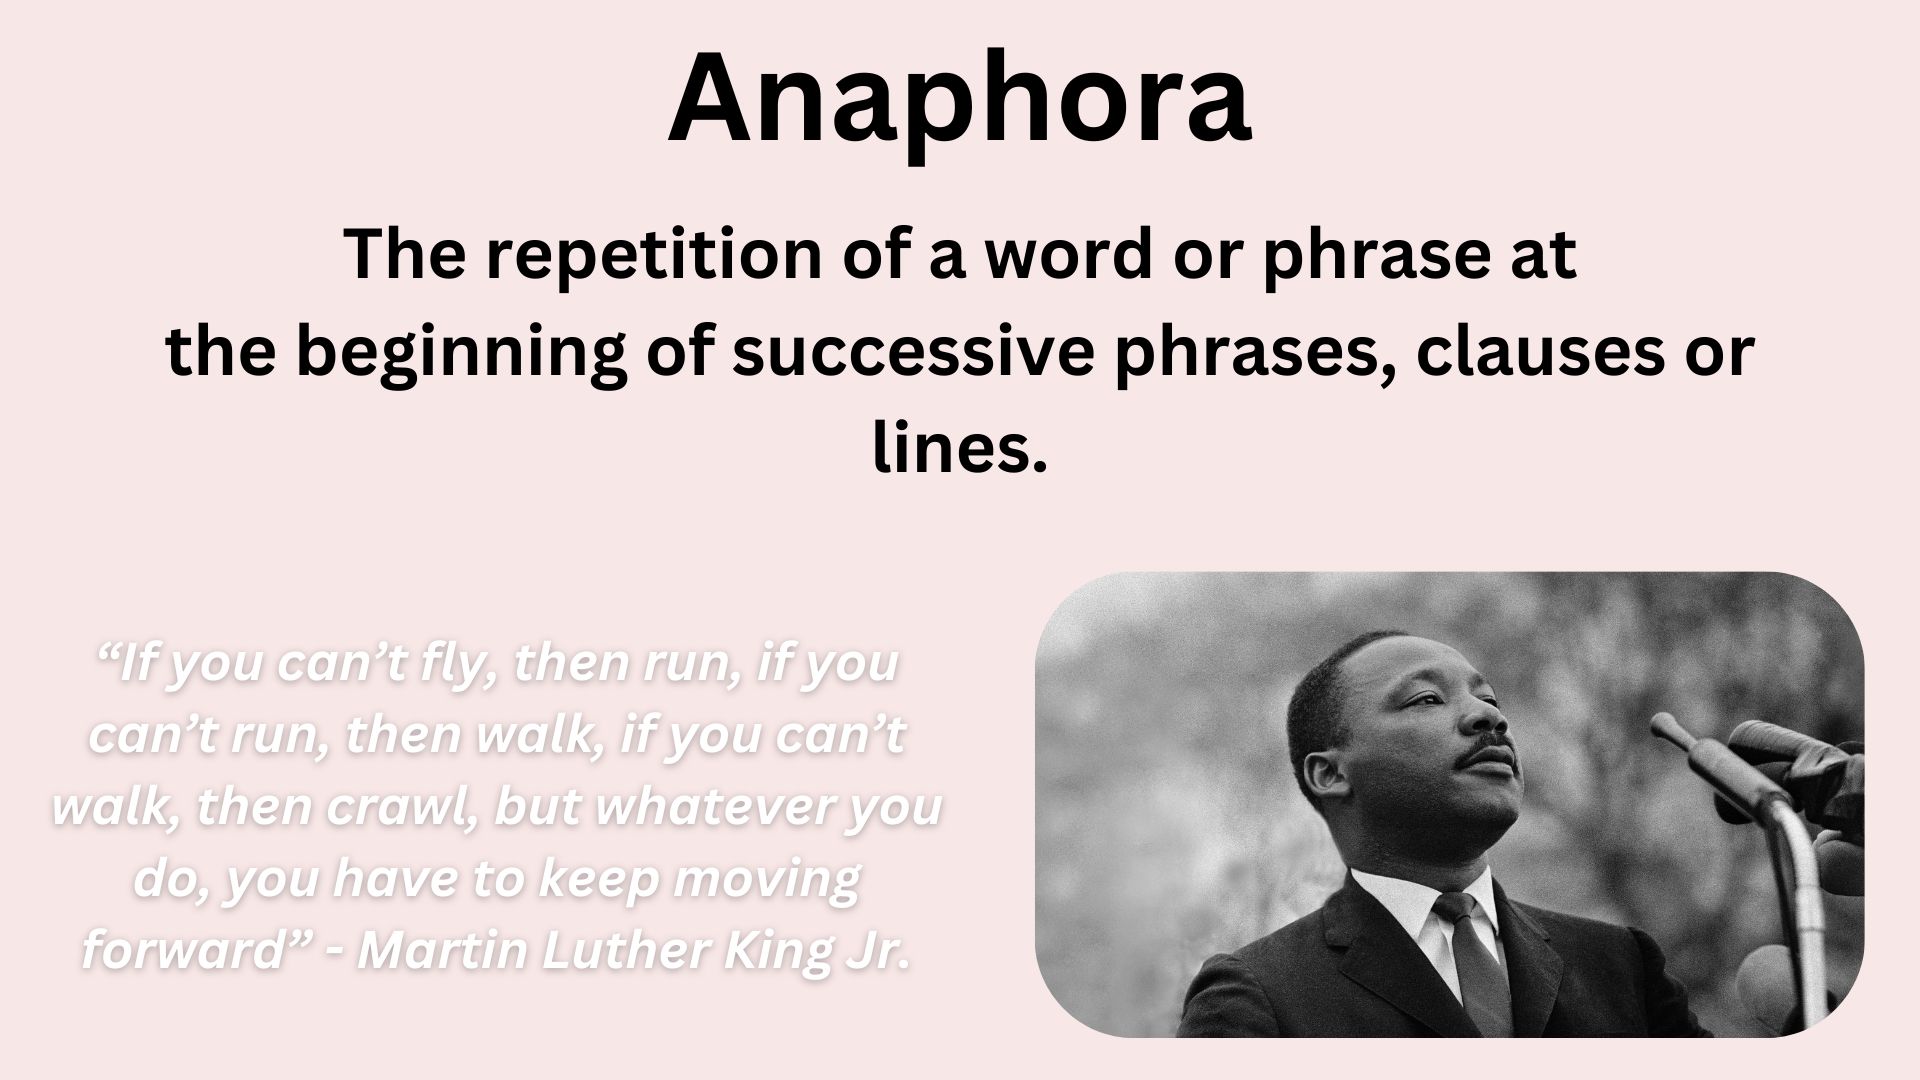 Anaphora
The repetition of a word or phrase at
the beginning of successive phrases, clauses or
lines.
“If you can’t fly, then run, if you
can’t run, then walk, if you can’t
walk, then crawl, but whatever you
do, you have to keep moving
forward” - Martin Luther King Jr.